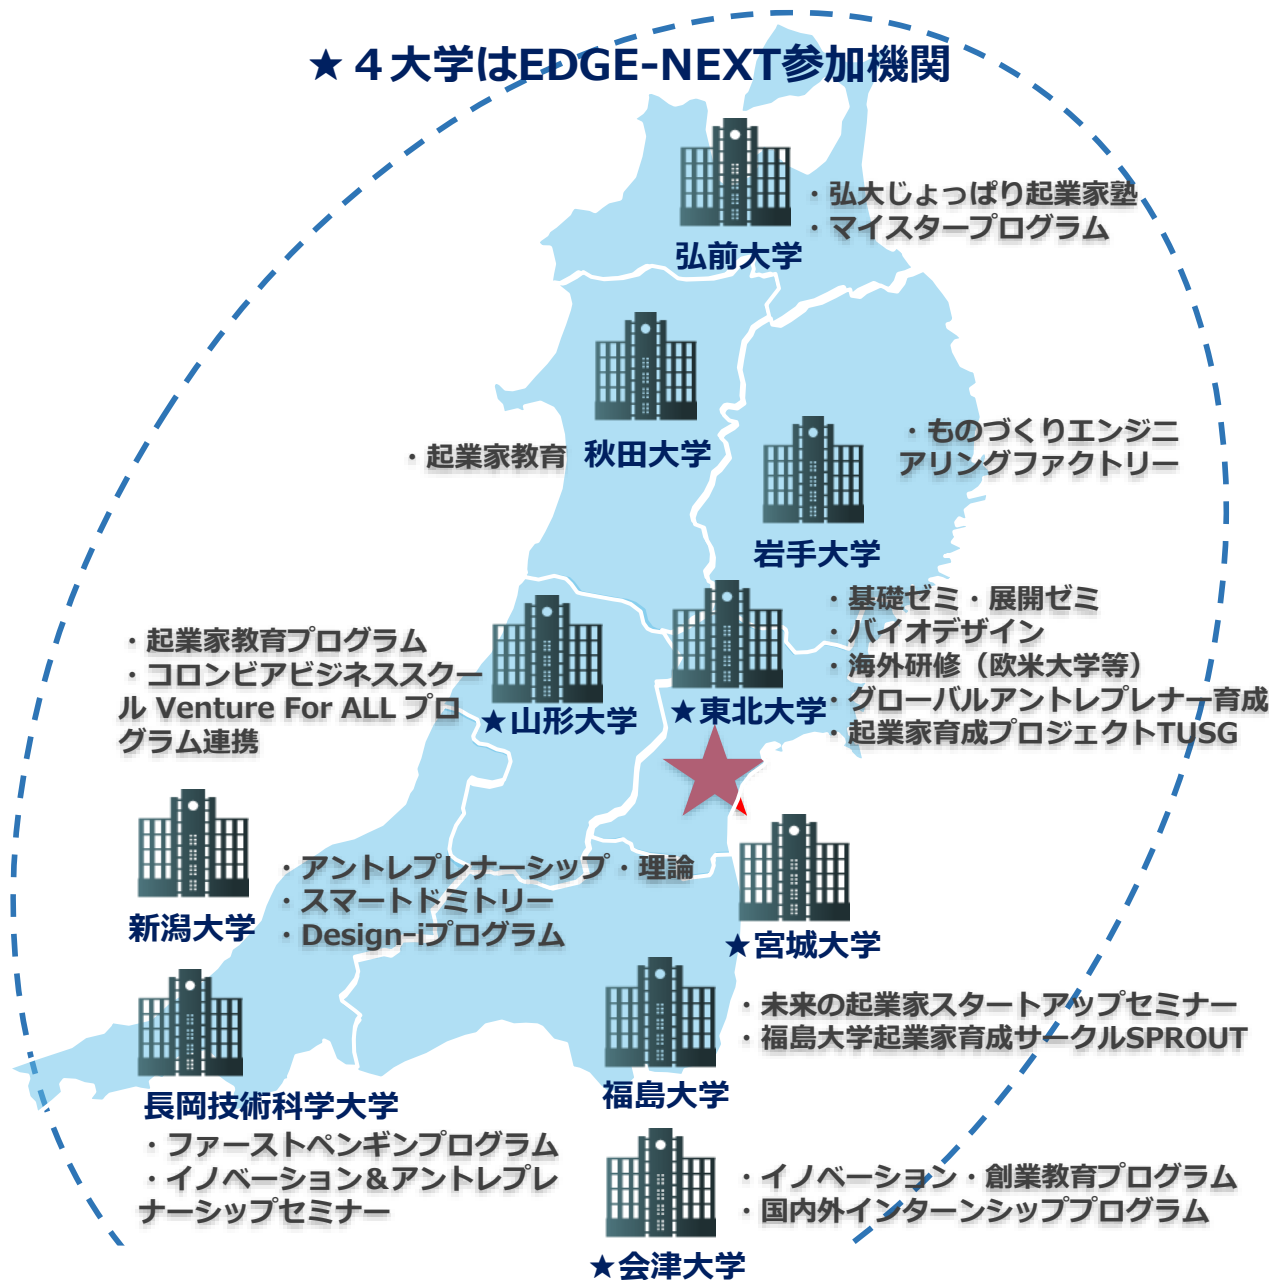 ★４大学はEDGE-NEXT参加機関
・弘大じょっぱり起業家塾
・マイスタープログラム
弘前大学
・起業家教育
秋田大学
・ものづくりエンジニ
アリングファクトリー
岩手大学
・基礎ゼミ・展開ゼミ
・バイオデザイン
・海外研修（欧米大学等）
・グローバルアントレプレナー育成
・起業家育成プロジェクトTUSG
★東北大学
・起業家教育プログラム
・コロンビアビジネススクー
ル Venture For ALL プロ
グラム連携
★山形大学
新潟大学
・アントレプレナーシップ・理論
・スマートドミトリー
・Design-iプログラム
★宮城大学
・未来の起業家スタートアップセミナー
・福島大学起業家育成サークルSPROUT
福島大学
長岡技術科学大学
・ファーストペンギンプログラム
・イノベーション＆アントレプレ
ナーシップセミナー
・イノベーション・創業教育プログラム
・国内外インターンシッププログラム
★会津大学